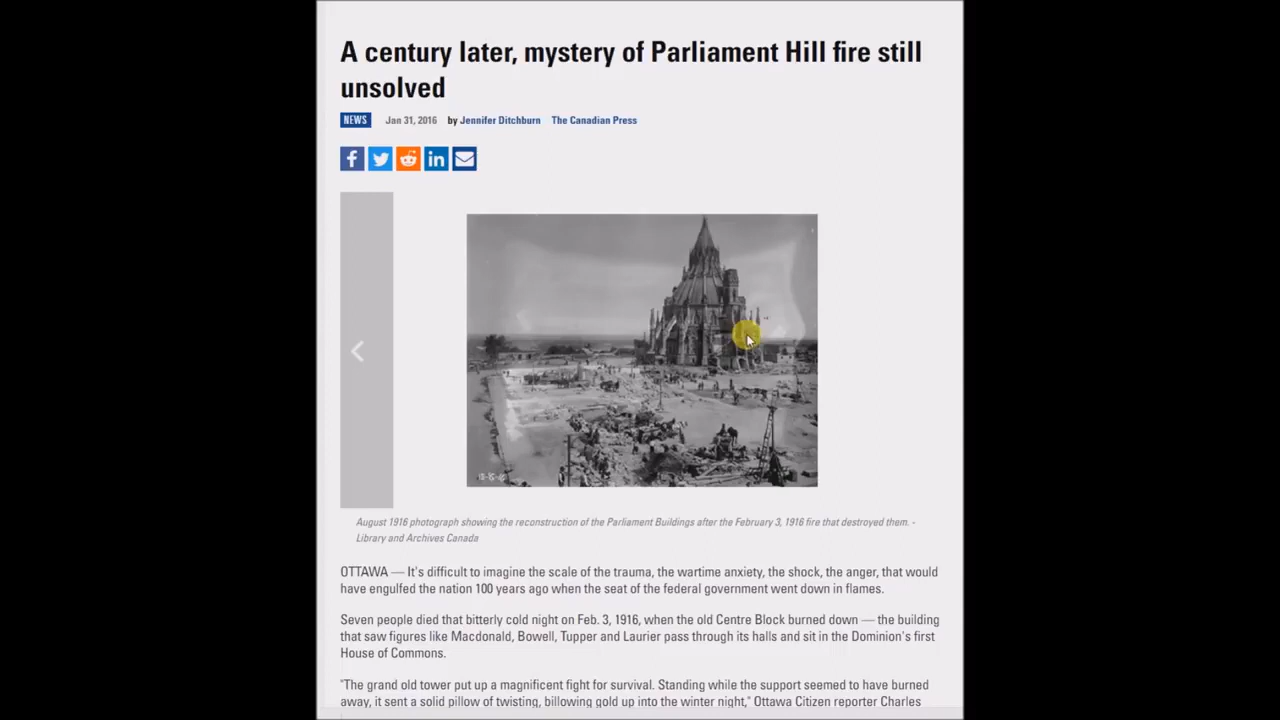 A century later, mystery of Parliament Hill fire still
unsolved
NEWS Jan 31, 2016 by Jennifer Ditchburn The Canadian Press
August 1916 photograph showing the reconstruction of the Parliament Buildings after the February 3, 1916 fire that destroyed them. -
Library and Archives Canada
OTTAWA — It's difficult to imagine the scale of the trauma, the wartime anxiety, the shock, the anger, that would
have engulfed the nation 100 years ago when the seat of the federal government went down in flames.
Seven people died that bitterly cold night on Feb. 3, 1916, when the old Centre Block burned down — the building
that saw figures like Macdonald, Bowell, Tupper and Laurier pass through its halls and sit in the Dominion's first
House of Commons.
"The grand old tower put up a magnificent fight for survival. Standing while the support seemed to have burned
away, it sent a solid pillow of twisting, billowing gold up into the winter night," Ottawa Citizen reporter Charles